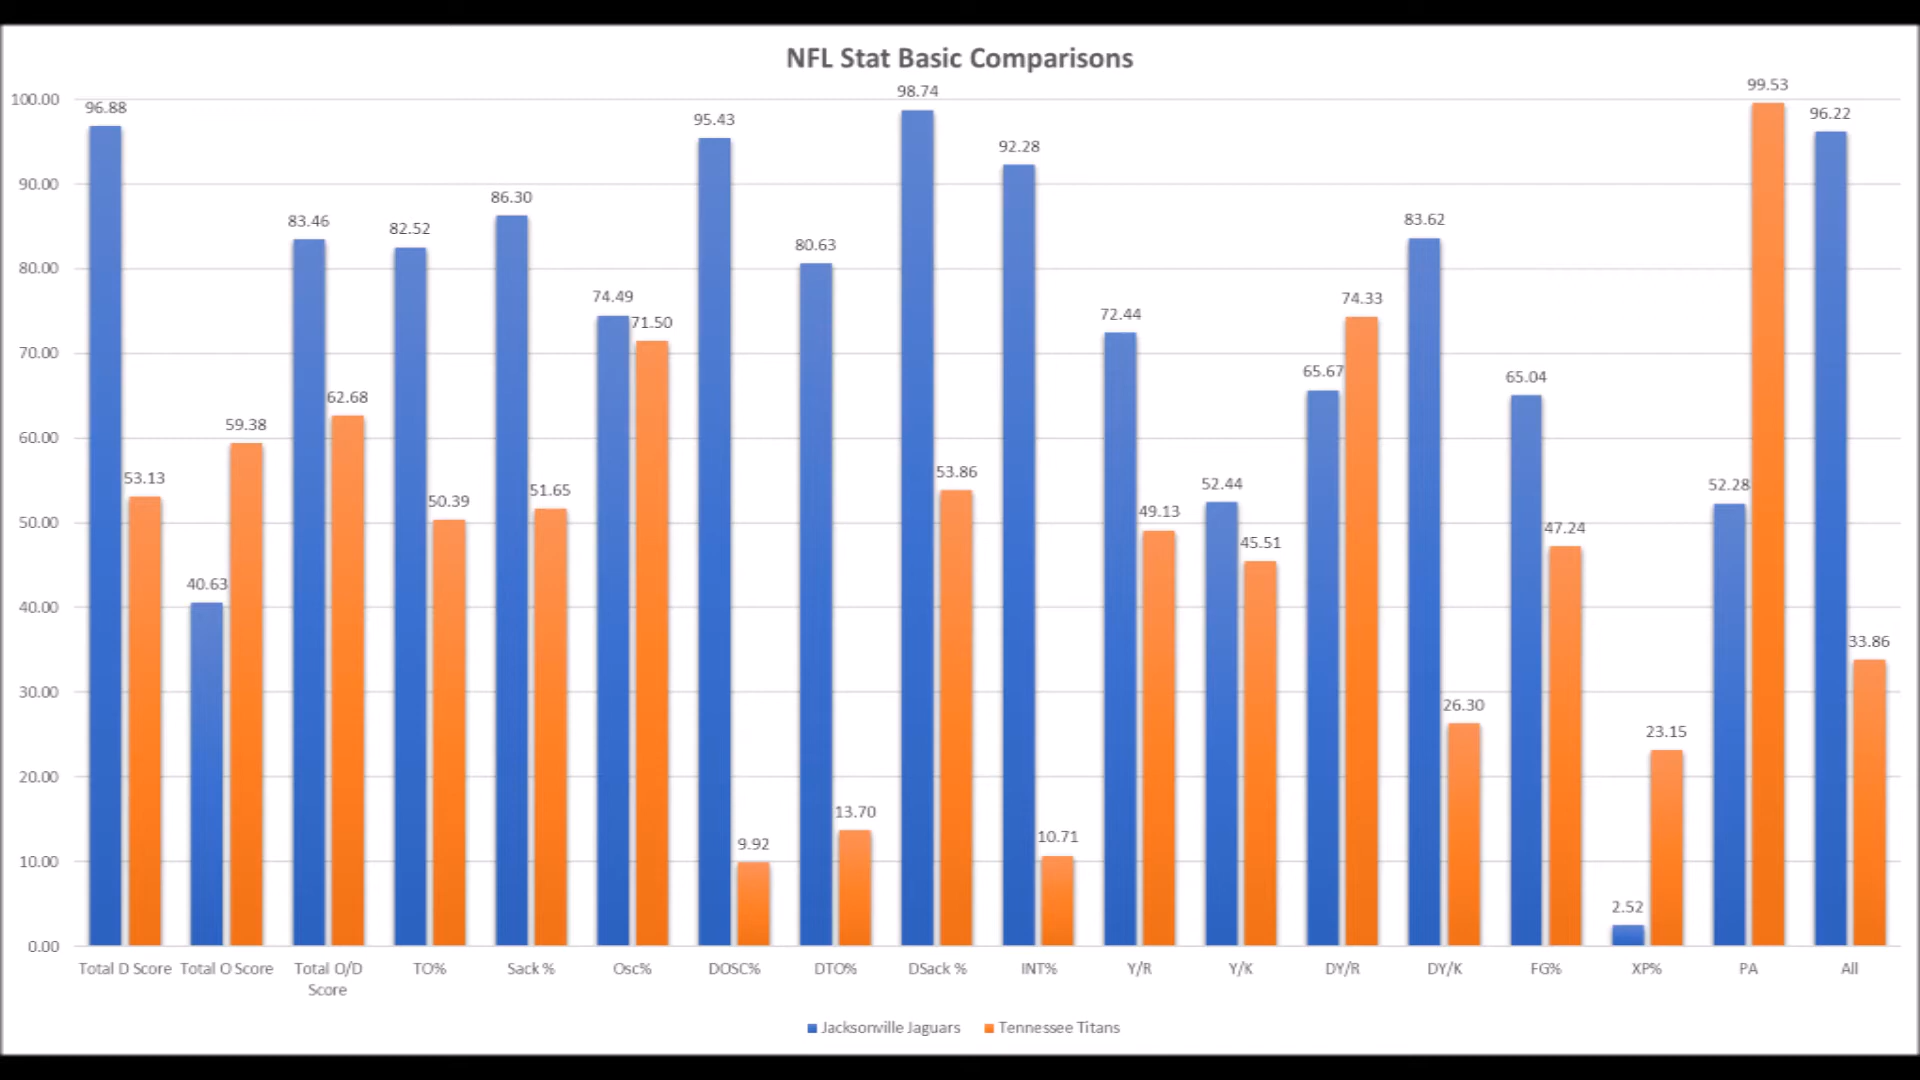 NFL Stat Basic Comparisons
100.00
90.00
80.00
70.00
60.00
50.00
40.00
30.00
20.00
10.00
0.00
96.88
53.13
40.63
59.38
83.46
62.68
82.52
50.39
86.30
51.65
74.49
71.50
95.43
9.92
80.63
13.70
98.74
53.86
92.28
10.71
72.44
49.13
52.44
45.51
65.67
74.33
83.62
26.30
65.04
47.24
2.52
23.15
52.28
99.53
96.22
33.86
Total D Score
Total O Score
Total O/D
Score
TO%
Sack %
Osc%
DOSC%
DTO%
DSack %
INT%
Y/R
Y/K
DY/R
DY/K
FG%
XP%
PA
All
Jacksonville Jaguars
Tennessee Titans